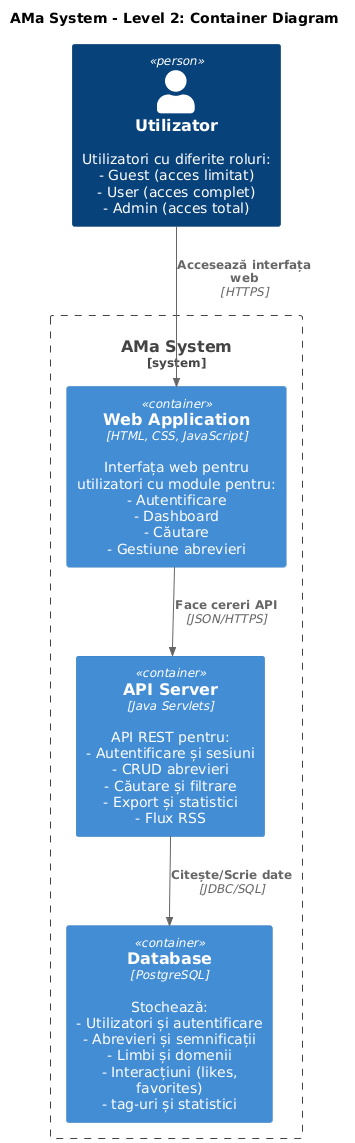 AMa System - Level 2: Container Diagram
«person»
Utilizator
Utilizatori cu diferite roluri:
- Guest (acces limitat)
- User (acces complet)
- Admin (acces total)
Accesează interfața
web
[HTTPS]
AMa System
[system]
«container»
Web Application
[HTML, CSS, JavaScript]
Interfața web pentru
utilizatori cu module pentru:
- Autentificare
- Dashboard
- Căutare
- Gestiune abrevieri
Face cereri API
[JSON/HTTPS]
«container»
API Server
[Java Servlets]
API REST pentru:
- Autentificare și sesiuni
- CRUD abrevieri
- Căutare și filtrare
- Export și statistici
- Flux RSS
Citește/Scrie date
[JDBC/SQL]
«container»
Database
[PostgreSQL]
Stochează:
- Utilizatori și autentificare
- Abrevieri și semnificații
- Limbi și domenii
- Interacțiuni (likes,
favorites)
- tag-uri și statistici